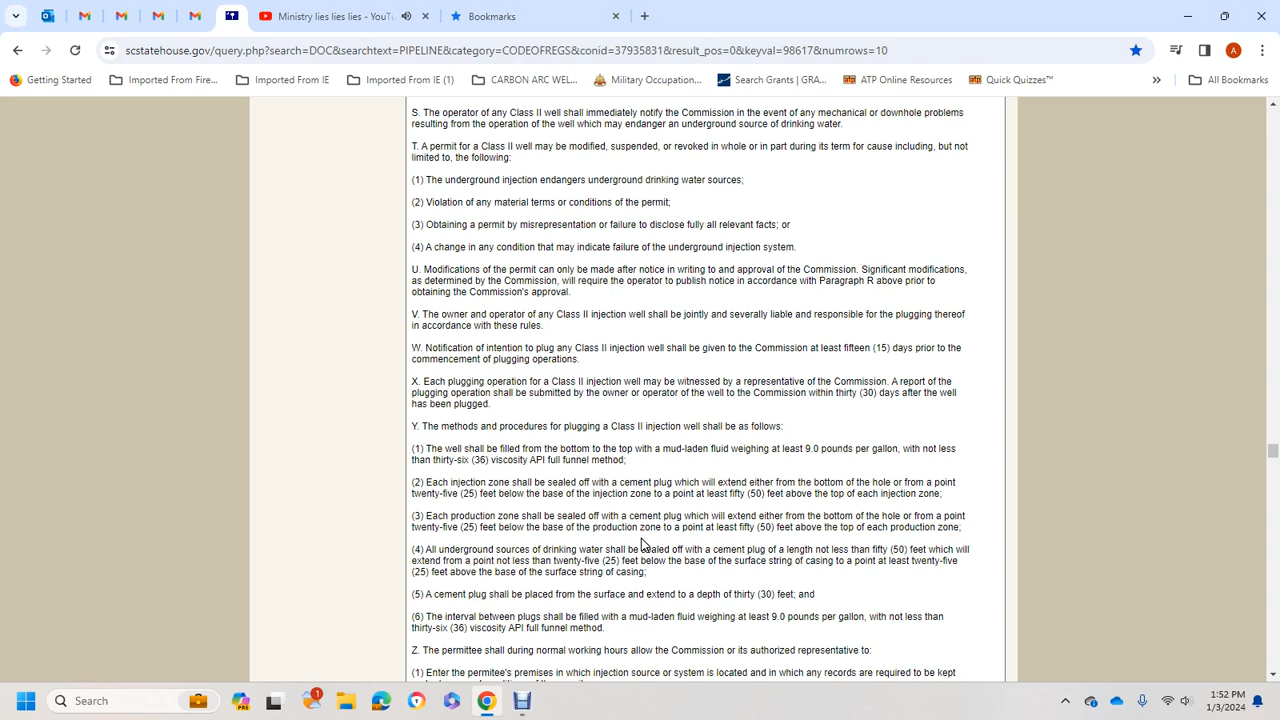 Ministry lies lies lies - YouTu
Bookmarks
scstatehouse.gov/query.php?search=DOC&searchtext=PIPELINE&category=CODEOFREGS&conid=37935831&result_pos=0&keyval=98617&numrows=10
A
Getting Started
Imported From Fire...
Imported From IE
Imported From IE (1)
CARBON ARC WEL...
Military Occupation...
Search Grants | GRA...
ATP Online Resources
Quick Quizzes™
All Bookmarks
S. The operator of any Class II well shall immediately notify the Commission in the event of any mechanical or downhole problems
resulting from the operation of the well which may endanger an underground source of drinking water.
T. A permit for a Class II well may be modified, suspended, or revoked in whole or in part during its term for cause including, but not
limited to, the following:
(1) The underground injection endangers underground drinking water sources;
(2) Violation of any material terms or conditions of the permit;
(3) Obtaining a permit by misrepresentation or failure to disclose fully all relevant facts; or
(4) A change in any condition that may indicate failure of the underground injection system.
U. Modifications of the permit can only be made after notice in writing to and approval of the Commission. Significant modifications,
as determined by the Commission, will require the operator to publish notice in accordance with Paragraph R above prior to
obtaining the Commission's approval.
V. The owner and operator of any Class II injection well shall be jointly and severally liable and responsible for the plugging thereof
in accordance with these rules.
W. Notification of intention to plug any Class II injection well shall be given to the Commission at least fifteen (15) days prior to the
commencement of plugging operations.
X. Each plugging operation for a Class II injection well may be witnessed by a representative of the Commission. A report of the
plugging operation shall be submitted by the owner or operator of the well to the Commission within thirty (30) days after the well
has been plugged.
Y. The methods and procedures for plugging a Class II injection well shall be as follows:
(1) The well shall be filled from the bottom to the top with a mud-laden fluid weighing at least 9.0 pounds per gallon, with not less
than thirty-six (36) viscosity API full funnel method;
(2) Each injection zone shall be sealed off with a cement plug which will extend either from the bottom of the hole or from a point
twenty-five (25) feet below the base of the injection zone to a point at least fifty (50) feet above the top of each injection zone;
(3) Each production zone shall be sealed off with a cement plug which will extend either from the bottom of the hole or from a point
twenty-five (25) feet below the base of the production zone to a point at least fifty (50) feet above the top of each production zone;
(4) All underground sources of drinking water shall be sealed off with a cement plug of a length not less than fifty (50) feet which will
extend from a point not less than twenty-five (25) feet below the base of the surface string of casing to a point at least twenty-five
(25) feet above the base of the surface string of casing;
(5) A cement plug shall be placed from the surface and extend to a depth of thirty (30) feet; and
(6) The interval between plugs shall be filled with a mud-laden fluid weighing at least 9.0 pounds per gallon, with not less than
thirty-six (36) viscosity API full funnel method.
Z. The permittee shall during normal working hours allow the Commission or its authorized representative to:
(1) Enter the permitee's premises in which injection source or system is located and in which any records are required to be kept
Search
PRE
1
1:52 PM
1/3/2024